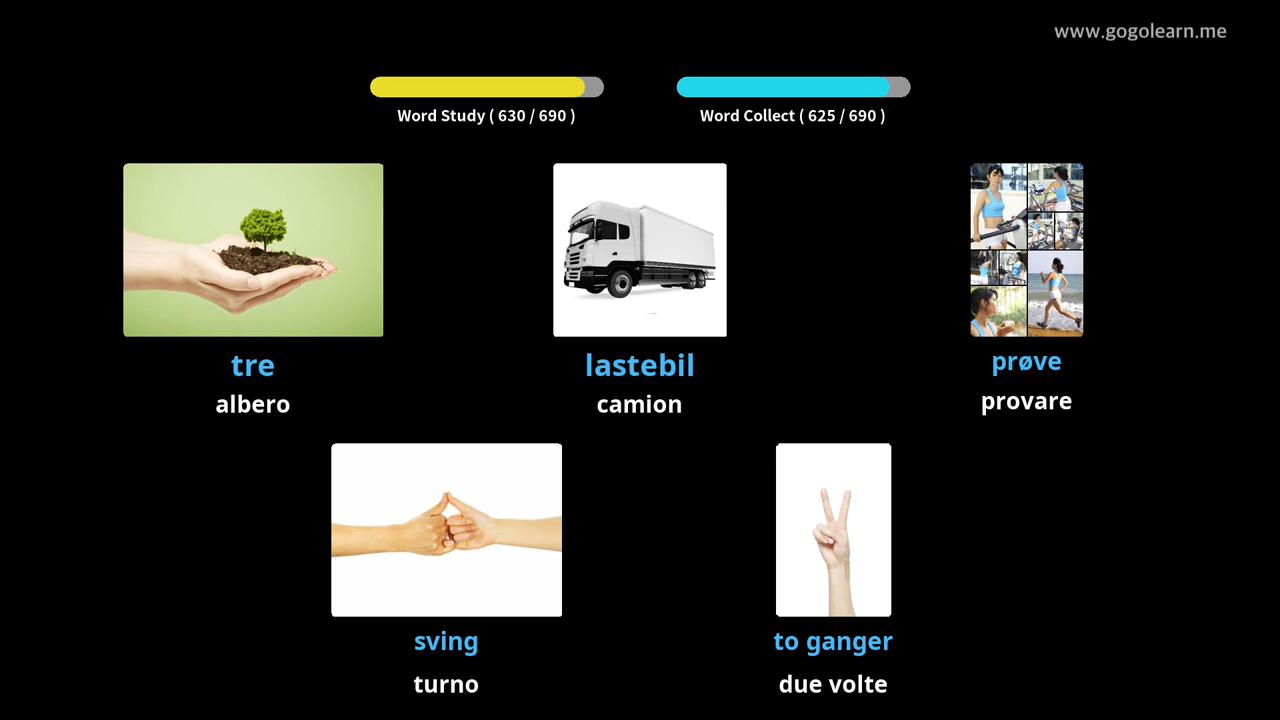 www.gogolearn.me
Word Study ( 630 / 690 )
Word Collect ( 625 / 690 )
tre
albero
lastebil
camion
prøve
provare
sving
turno
to ganger
due volte